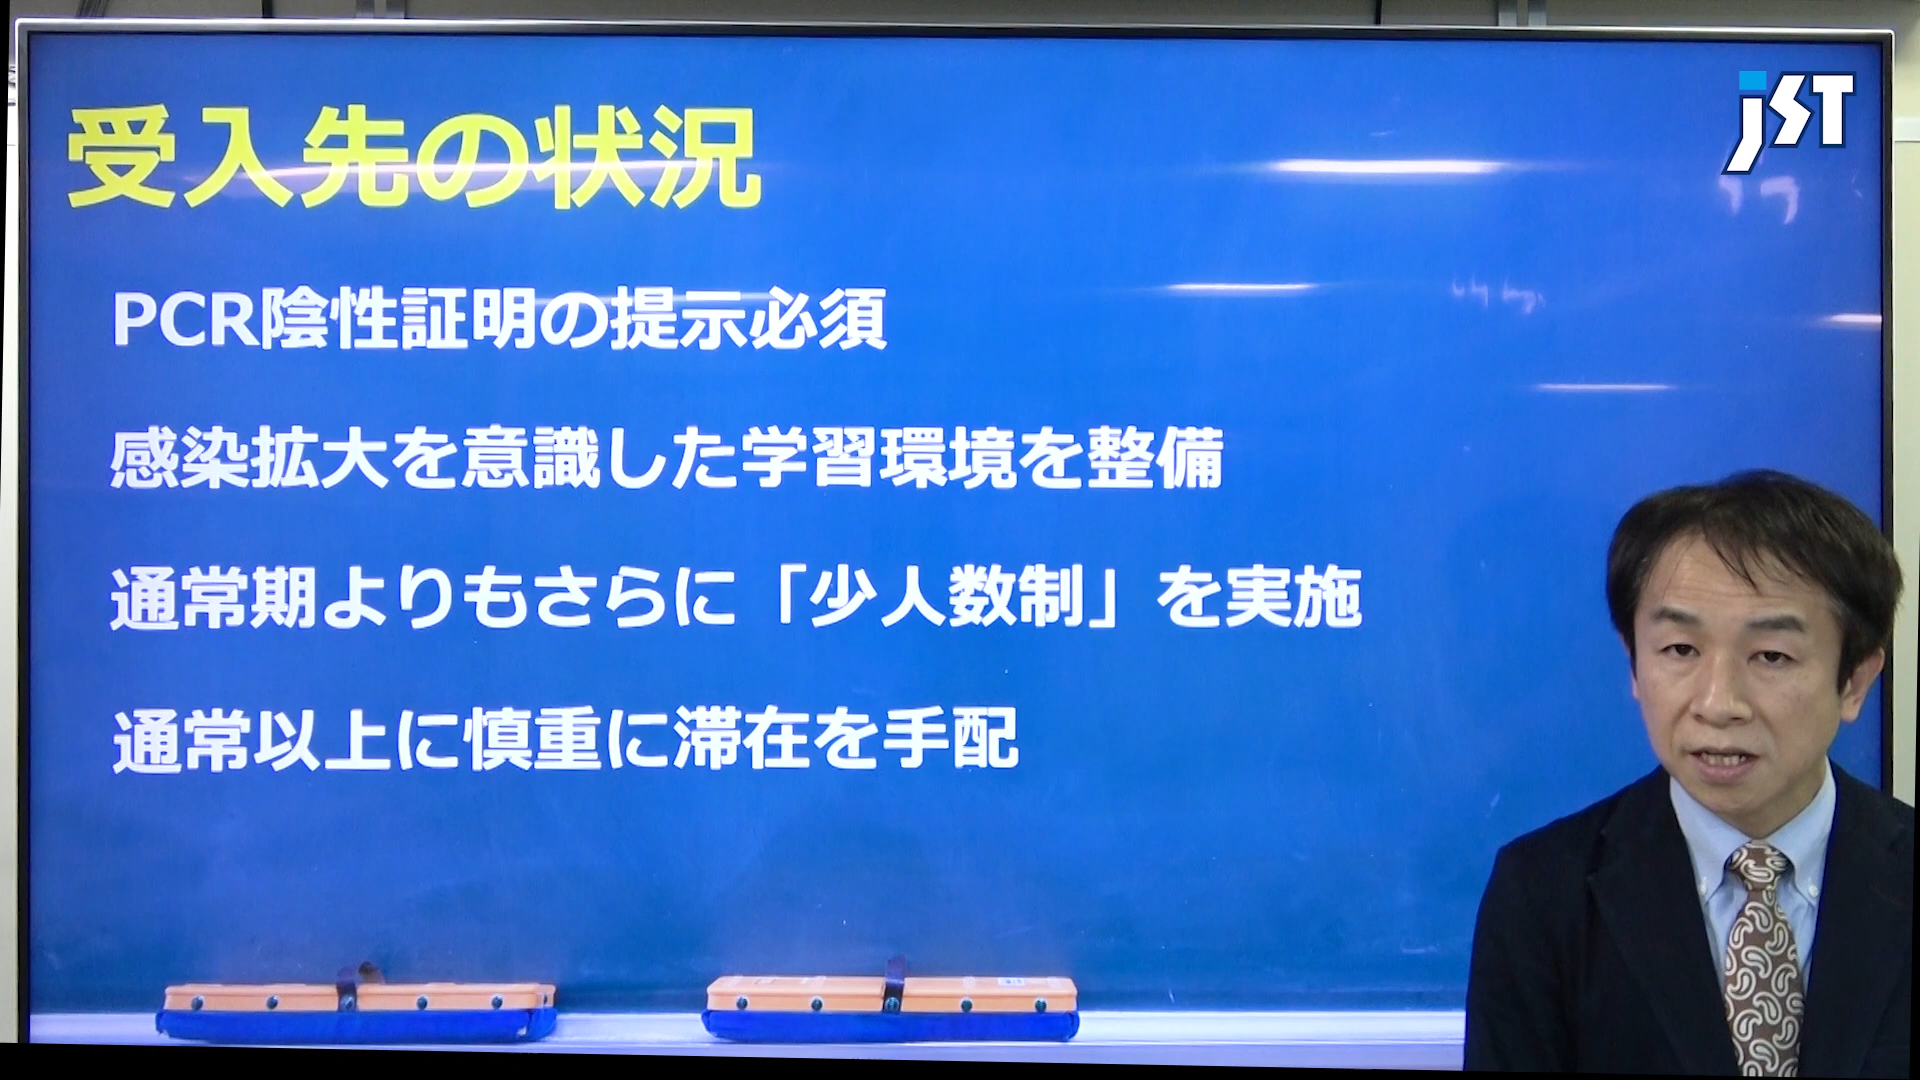 受入先の状況
jST
PCR陰性証明の提示必須
感染拡大を意識した学習環境を整備
通常期よりもさらに「少人数制」を実施
通常以上に慎重に滞在を手配